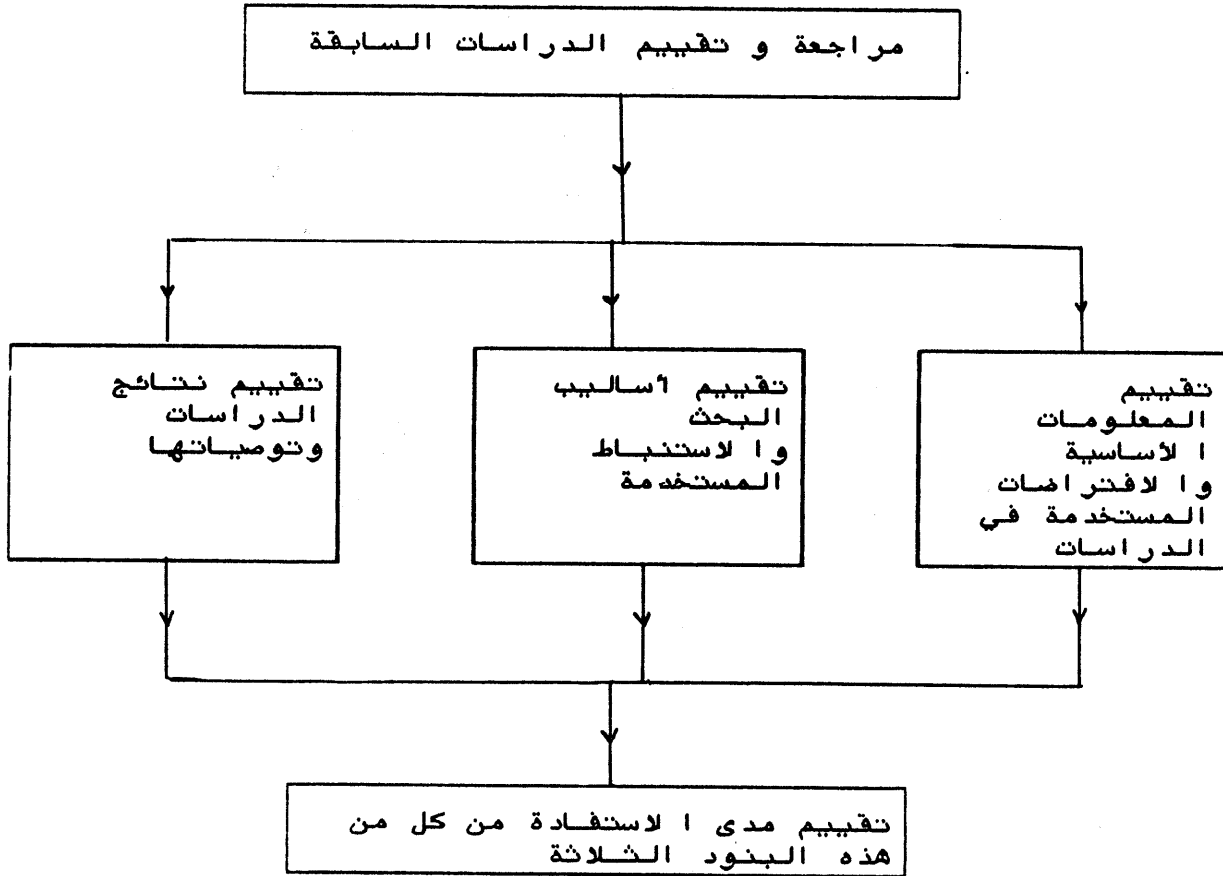 مراجعة و تقييم الدراسات السابقة
تقييم
المعلومات
الأساسية
والافتراضات
المستخدمة في
الدراسات
تقييم أساليب
البحث
والاستنباط
المستخدمة
تقييم نتائج
الدراسات
وتوصياتها
تقييم مدى الاستفادة من كل من
هذه البنود الثلاثة